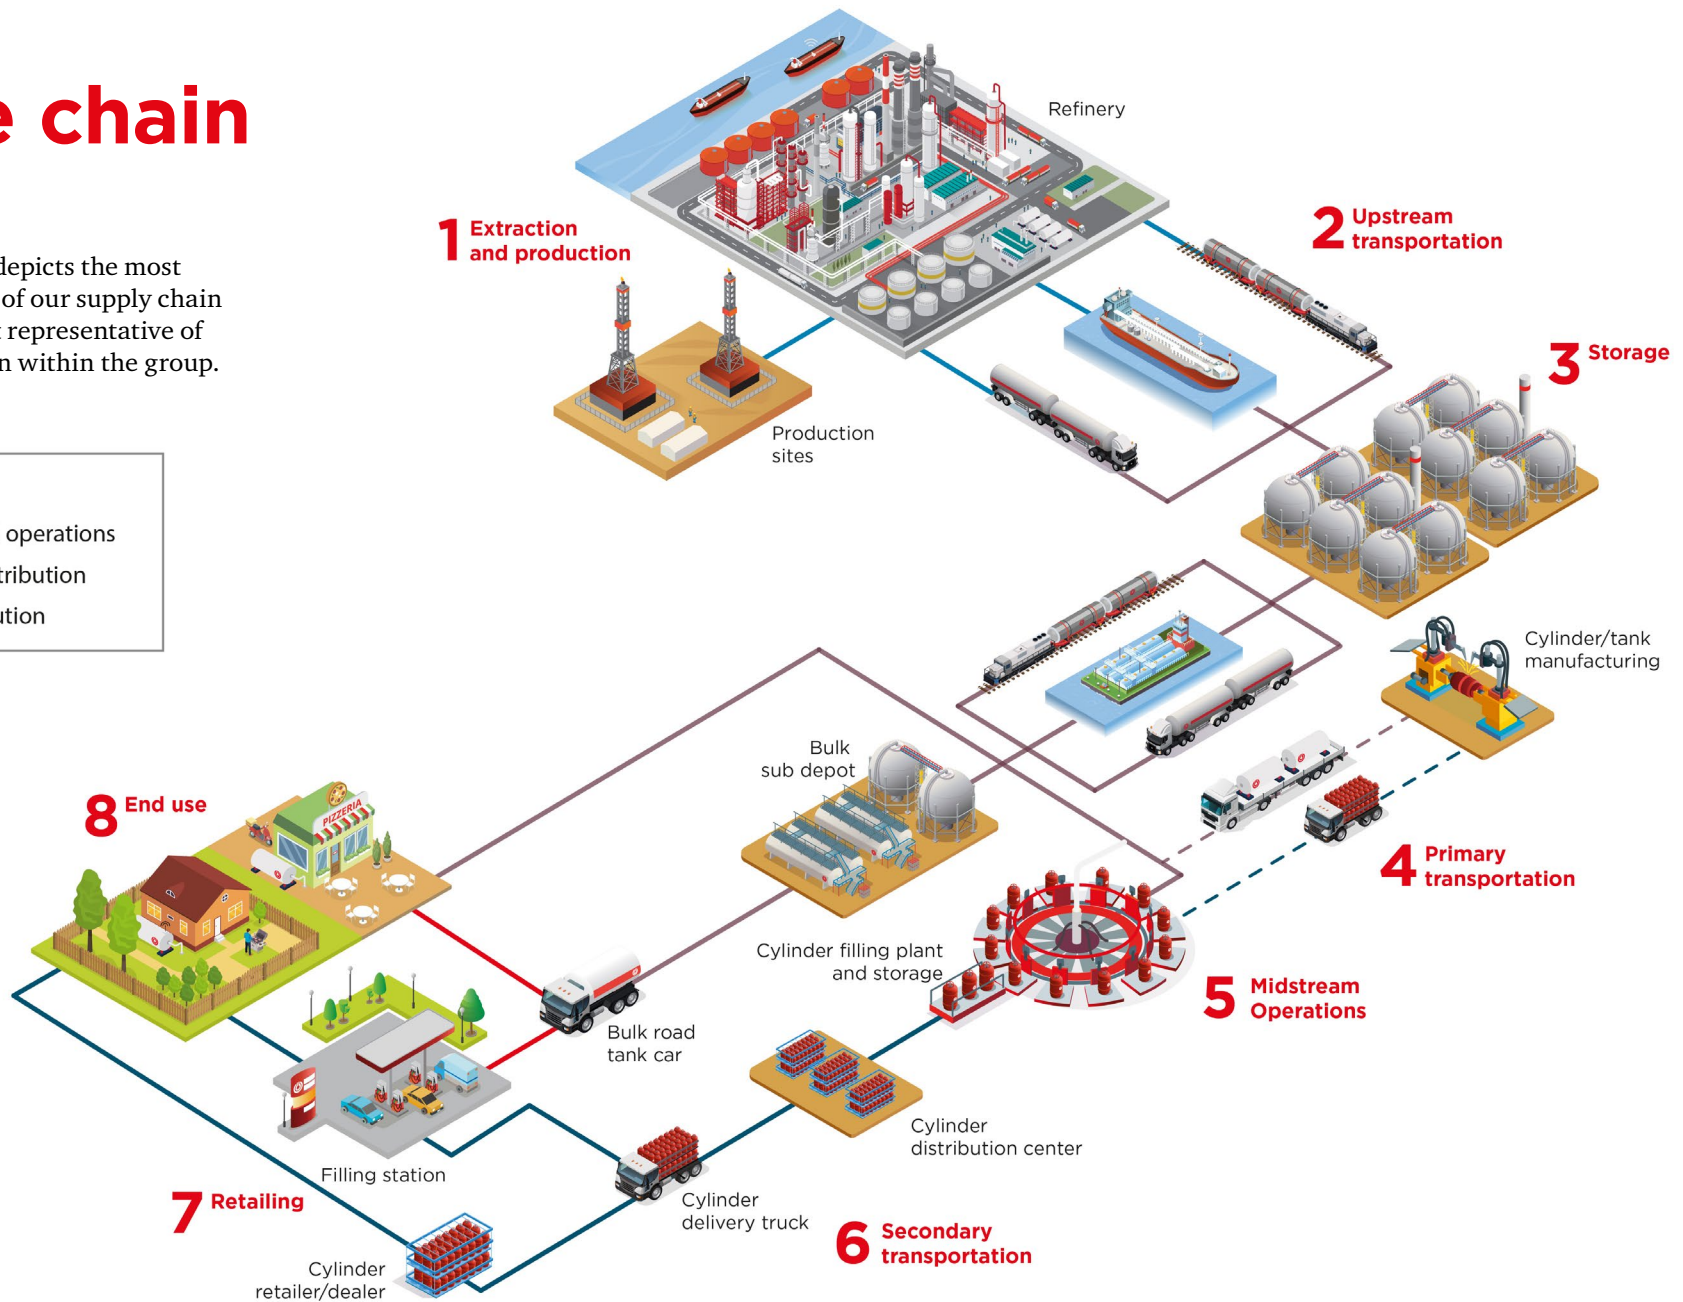 e chain
depicts the most
of our supply chain
representative of
n within the group.
operations
tribution
ution
Refinery
1 Extraction
and production
2 Upstream
transportation
Production
sites
3 Storage
Cylinder/tank
manufacturing
Bulk
sub depot
8 End use
PIZZERIA
4 Primary
transportation
Cylinder filling plant
and storage
5 Midstream
Operations
Bulk road
tank car
Cylinder
distribution center
Filling station
7 Retailing
Cylinder
delivery truck
6 Secondary
transportation
Cylinder
retailer/dealer